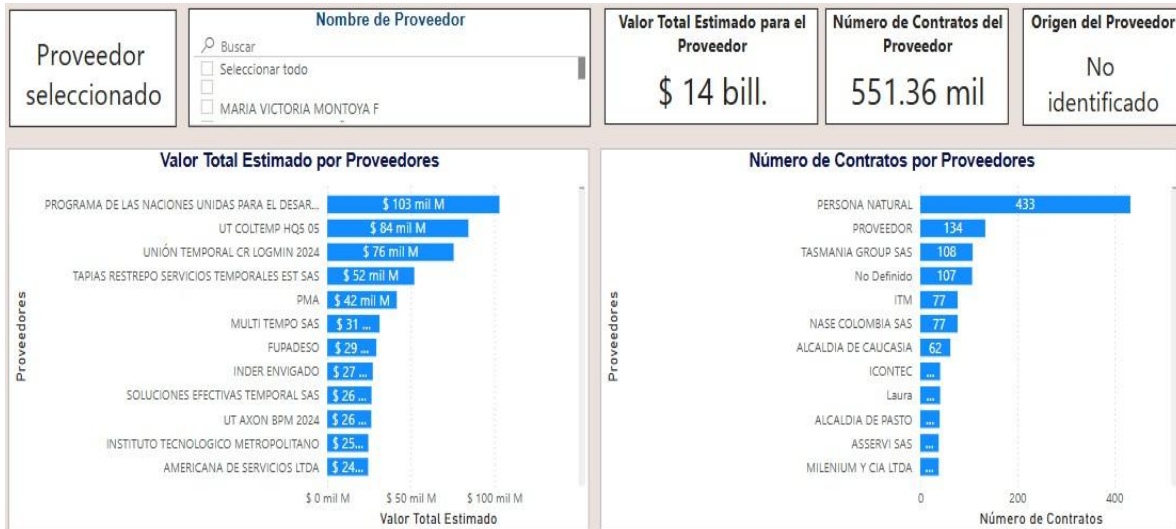 Proveedor
seleccionado
Nombre de Proveedor
Buscar
Seleccionar todo
MARIA VICTORIA MONTOYA F
Valor Total Estimado para el
Proveedor
$ 14 bill.
Número de Contratos del
Proveedor
551.36 mil
Origen del Proveedor
No
identificado
Valor Total Estimado por Proveedores
Proveedores
PROGRAMA DE LAS NACIONES UNIDAS PARA EL DESAR... $ 103 mil M
UT COLTEMP HQ5 05 $ 84 mil M
UNIÓN TEMPORAL CR LOGMIN 2024 $ 76 mil M
TAPIAS RESTREPO SERVICIOS TEMPORALES EST SAS $ 52 mil M
PMA $ 42 mil M
MULTI TEMPO SAS $ 31 ...
FUPADESO $ 29 ...
INDER ENVIGADO $ 27 ...
SOLUCIONES EFECTIVAS TEMPORAL SAS $ 26 ...
UT AXON BPM 2024 $ 26 ...
INSTITUTO TECNOLOGICO METROPOLITANO $ 25...
AMERICANA DE SERVICIOS LTDA $ 24...
$ 0 mil M $ 50 mil M $ 100 mil M
Valor Total Estimado
Número de Contratos por Proveedores
Proveedores
PERSONA NATURAL 433
PROVEEDOR 134
TASMANIA GROUP SAS 108
No Definido 107
ITM 77
NASE COLOMBIA SAS 77
ALCALDIA DE CAUCASIA 62
ICONTEC ...
Laura ...
ALCALDIA DE PASTO ...
ASSERVI SAS ...
MILENIUM Y CIA LTDA ...
0 200 400
Número de Contratos